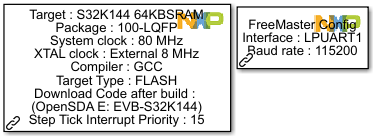 Target : S32K144 64KBSRAM
Package : 100-LQFP
System clock : 80 MHz
XTAL clock : External 8 MHz
Compiler : GCC
Target Type : FLASH
Download Code after build :
(OpenSDA E: EVB-S32K144)
Step Tick Interrupt Priority : 15
NXP
FreeMaster Config
Interface : LPUART1
Baud rate : 115200
NXP